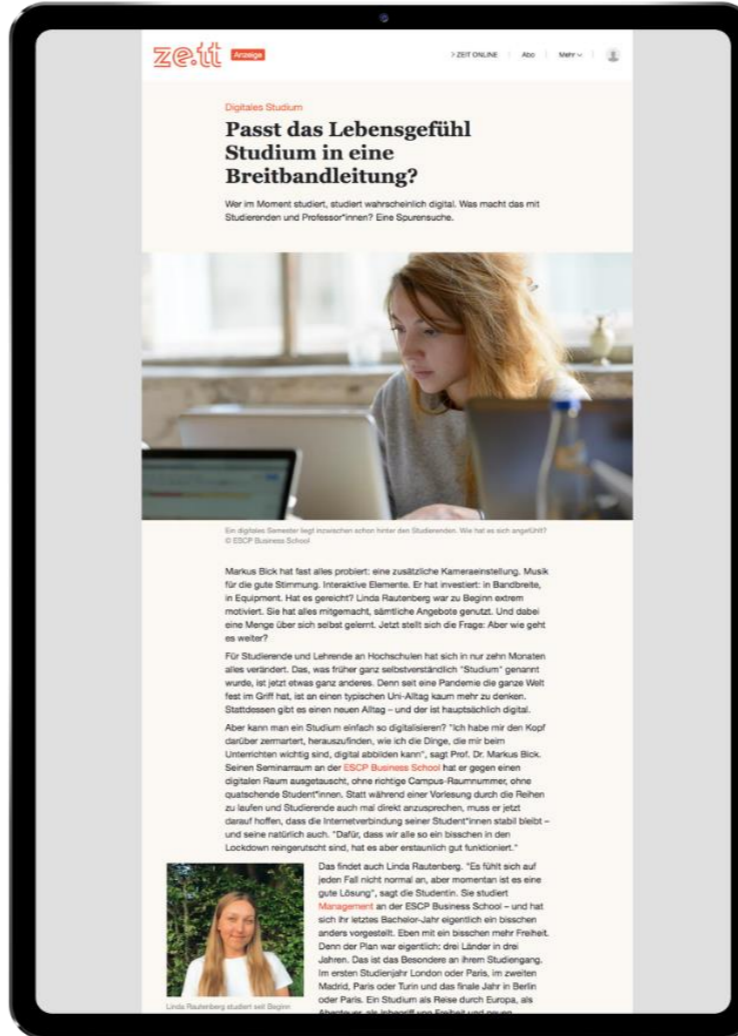 ze.tt
Anzeige
> ZEIT ONLINE
Abo
Mehr
Digitales Studium
Passt das Lebensgefühl
Studium in eine
Breitbandleitung?
Wer im Moment studiert, studiert wahrscheinlich digital. Was macht das mit
Studierenden und Professor*innen? Eine Spurensuche.
Ein digitales Semester liegt inzwischen schon hinter den Studierenden. Wie hat es sich angefühlt?
© ESCP Business School
Markus Bick hat fast alles probiert: eine zusätzliche Kameraeinstellung. Musik
für die gute Stimmung. Interaktive Elemente. Er hat investiert: in Bandbreite,
in Equipment. Hat es gereicht? Linda Rautenberg war zu Beginn extrem
motiviert. Sie hat alles mitgemacht, sämtliche Angebote genutzt. Und dabei
eine Menge über sich selbst gelernt. Jetzt stellt sich die Frage: Aber wie geht
es weiter?
Für Studierende und Lehrende an Hochschulen hat sich in nur zehn Monaten
alles verändert. Das, was früher ganz selbstverständlich "Studium" genannt
wurde, ist jetzt etwas ganz anderes. Denn seit eine Pandemie die ganze Welt
fest im Griff hat, ist an einen typischen Uni-Alltag kaum mehr zu denken.
Stattdessen gibt es einen neuen Alltag – und der ist hauptsächlich digital.
Aber kann man ein Studium einfach so digitalisieren? "Ich habe mir den Kopf
darüber zermartert, herauszufinden, wie ich die Dinge, die mir beim
Unterrichten wichtig sind, digital abbilden kann", sagt Prof. Dr. Markus Bick.
Seinen Seminarraum an der ESCP Business School hat er gegen einen
digitalen Raum ausgetauscht, ohne richtige Campus-Raumnummer, ohne
quatschende Student*innen. Statt während einer Vorlesung durch die Reihen
zu laufen und Studierende auch mal direkt anzusprechen, muss er jetzt
darauf hoffen, dass die Internetverbindung seiner Student*innen stabil bleibt –
und seine natürlich auch. "Dafür, dass wir alle so ein bisschen in den
Lockdown reingerutscht sind, hat es aber erstaunlich gut funktioniert."
Das findet auch Linda Rautenberg. "Es fühlt sich auf
jeden Fall nicht normal an, aber momentan ist es eine
gute Lösung", sagt die Studentin. Sie studiert
Management an der ESCP Business School – und hat
sich ihr letztes Bachelor-Jahr eigentlich ein bisschen
anders vorgestellt. Eben mit ein bisschen mehr Freiheit.
Denn der Plan war eigentlich: drei Länder in drei
Jahren. Das ist das Besondere an ihrem Studiengang.
Im ersten Studienjahr London oder Paris, im zweiten
Madrid, Paris oder Turin und das finale Jahr in Berlin
oder Paris. Ein Studium als Reise durch Europa, als
Abenteuer, als Inbegriff von Freiheit und neuen
Linda Rautenberg studiert seit Beginn